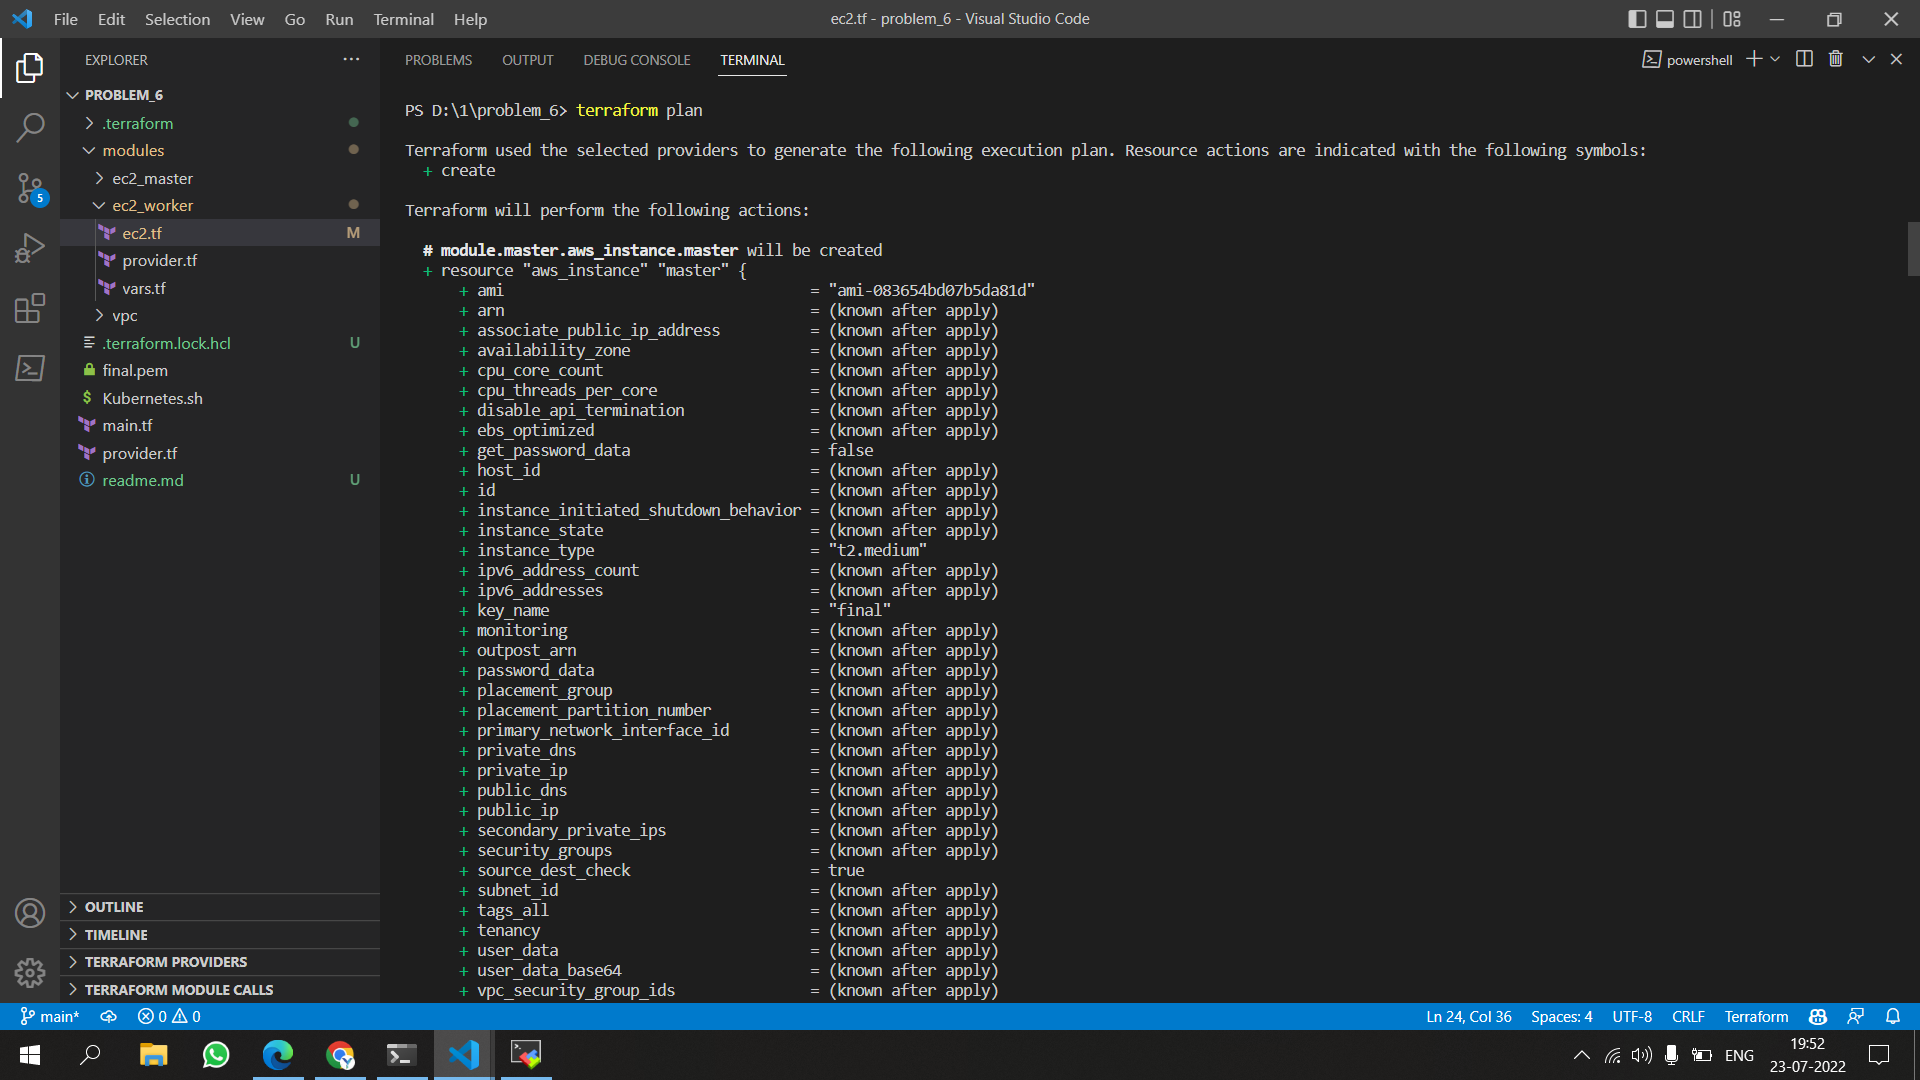 File Edit Selection View Go Run Terminal Help
ec2.tf - problem_6 - Visual Studio Code
EXPLORER
PROBLEM_6
.terraform
modules
ec2_master
ec2_worker
ec2.tf M
provider.tf
vars.tf
vpc
.terraform.lock.hcl U
final.pem
Kubernetes.sh
main.tf
provider.tf
readme.md U
OUTLINE
TIMELINE
TERRAFORM PROVIDERS
TERRAFORM MODULE CALLS
5
PROBLEMS OUTPUT DEBUG CONSOLE TERMINAL
powershell
PS D:\1\problem_6> terraform plan
Terraform used the selected providers to generate the following execution plan. Resource actions are indicated with the following symbols:
+ create
Terraform will perform the following actions:
# module.master.aws_instance.master will be created
+ resource "aws_instance" "master" {
+ ami = "ami-083654bd07b5da81d"
+ arn = (known after apply)
+ associate_public_ip_address = (known after apply)
+ availability_zone = (known after apply)
+ cpu_core_count = (known after apply)
+ cpu_threads_per_core = (known after apply)
+ disable_api_termination = (known after apply)
+ ebs_optimized = (known after apply)
+ get_password_data = false
+ host_id = (known after apply)
+ id = (known after apply)
+ instance_initiated_shutdown_behavior = (known after apply)
+ instance_state = (known after apply)
+ instance_type = "t2.medium"
+ ipv6_address_count = (known after apply)
+ ipv6_addresses = (known after apply)
+ key_name = "final"
+ monitoring = (known after apply)
+ outpost_arn = (known after apply)
+ password_data = (known after apply)
+ placement_group = (known after apply)
+ placement_partition_number = (known after apply)
+ primary_network_interface_id = (known after apply)
+ private_dns = (known after apply)
+ private_ip = (known after apply)
+ public_dns = (known after apply)
+ public_ip = (known after apply)
+ secondary_private_ips = (known after apply)
+ security_groups = (known after apply)
+ source_dest_check = true
+ subnet_id = (known after apply)
+ tags_all = (known after apply)
+ tenancy = (known after apply)
+ user_data = (known after apply)
+ user_data_base64 = (known after apply)
+ vpc_security_group_ids = (known after apply)
main* 0 0 Ln 24, Col 36 Spaces: 4 UTF-8 CRLF Terraform
ENG
19:52
23-07-2022